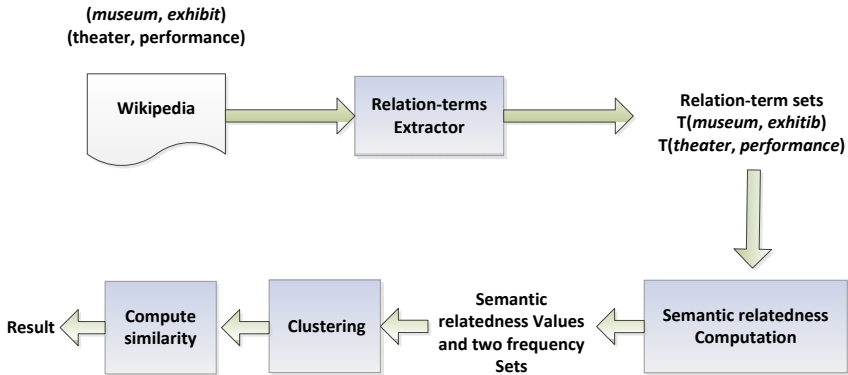 (museum, exhibit)
(theater, performance)
Wikipedia
Relation-terms
Extractor
Relation-term sets
T(museum, exhitib)
T(theater, performance)
Semantic relatedness
Computation
Semantic
relatedness Values
and two frequency
Sets
Clustering
Compute
similarity
Result